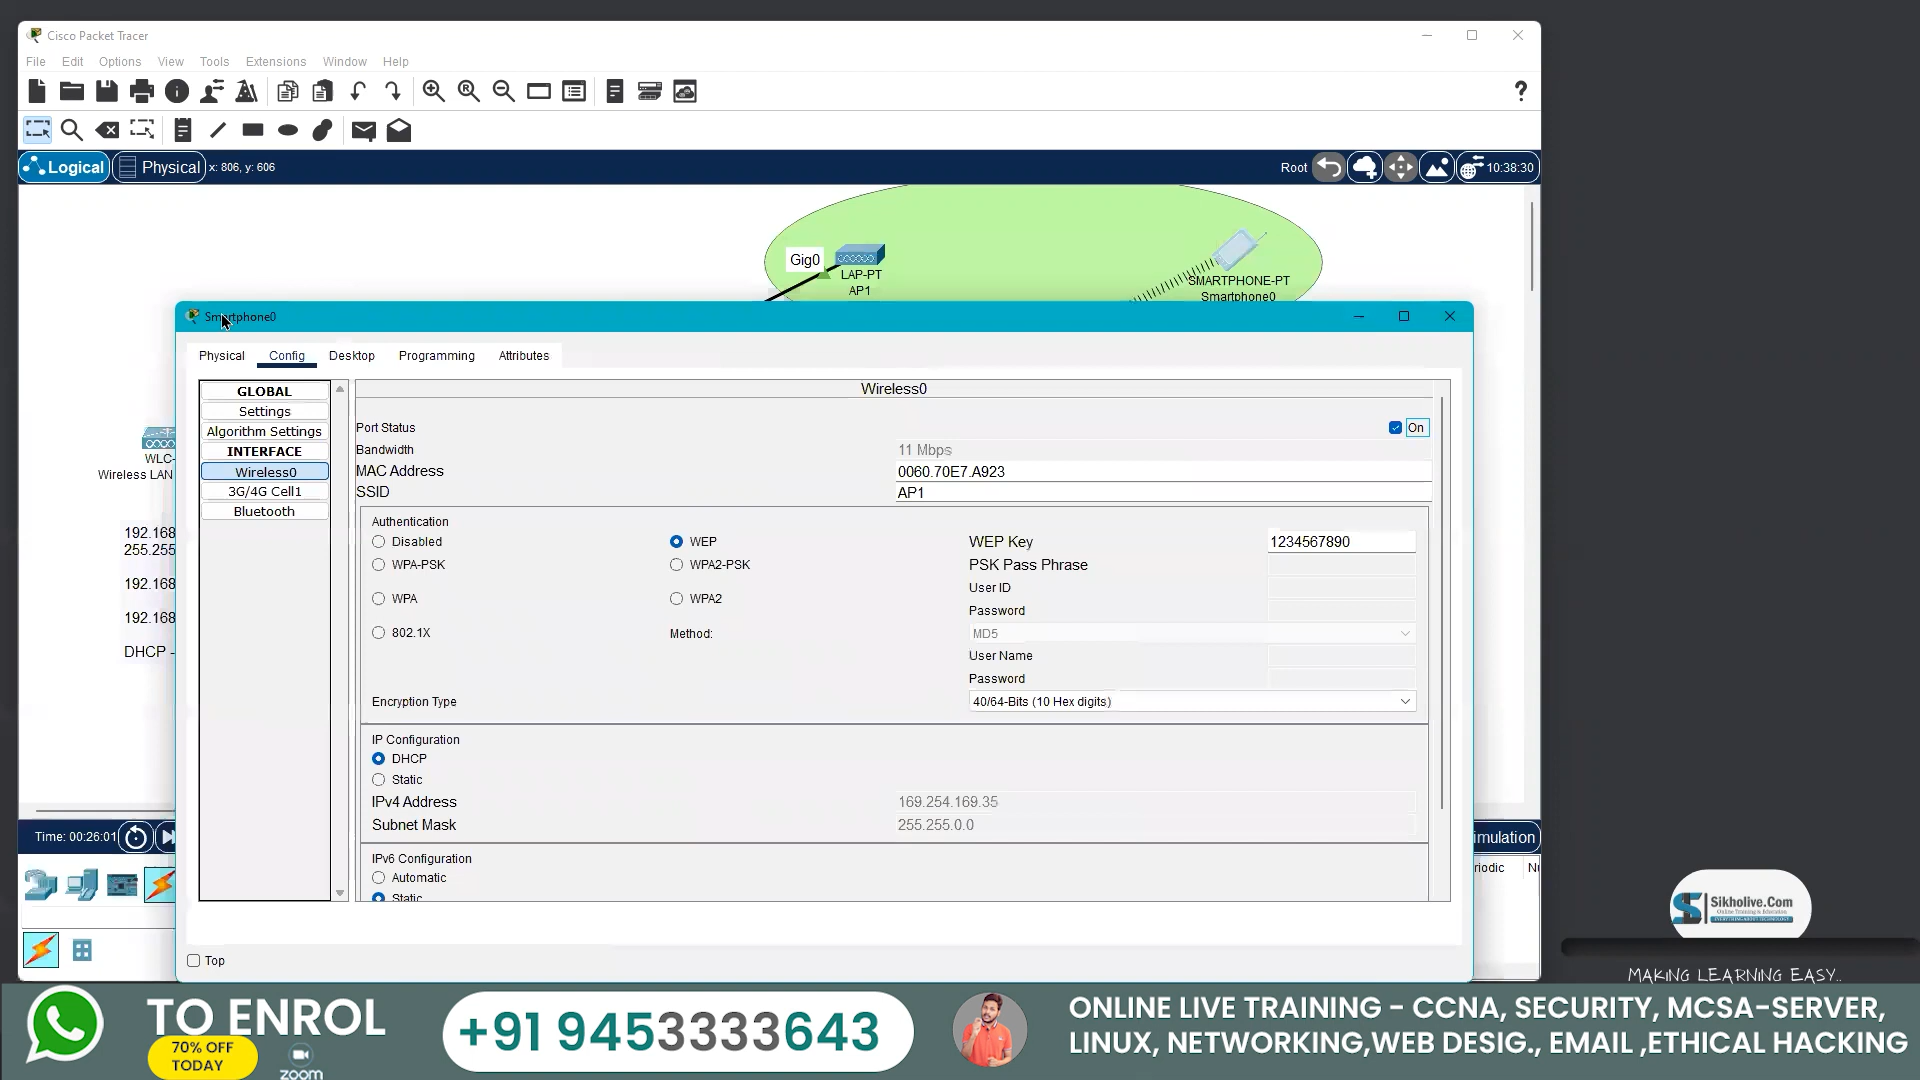 Cisco Packet Tracer
File Edit Options View Tools Extensions Window Help
Logical Physical x: 806, y: 606 Root 10:38:30
Gig0
LAP-PT
AP1
SMARTPHONE-PT
Smartphone0
WLC-
Wireless LAN
192.168
255.255
192.168
192.168
DHCP -
Smartphone0
Physical Config Desktop Programming Attributes
GLOBAL
Settings
Algorithm Settings
INTERFACE
Wireless0
3G/4G Cell1
Bluetooth
Wireless0
Port Status On
Bandwidth 11 Mbps
MAC Address 0060.70E7.A923
SSID AP1
Authentication
Disabled WEP WEP Key 1234567890
WPA-PSK WPA2-PSK PSK Pass Phrase
User ID
WPA WPA2 Password
802.1X Method: MD5
User Name
Password
Encryption Type 40/64-Bits (10 Hex digits)
IP Configuration
DHCP
Static
IPv4 Address 169.254.169.35
Subnet Mask 255.255.0.0
IPv6 Configuration
Automatic
Static
Top
Time: 00:26:01
imulation
riodic
Sikholive.Com
Online Training & Education
MAKING LEARNING EASY..
TO ENROL
70% OFF
TODAY
zoom
+91 9453333643
ONLINE LIVE TRAINING - CCNA, SECURITY, MCSA-SERVER,
LINUX, NETWORKING,WEB DESIG., EMAIL ,ETHICAL HACKING